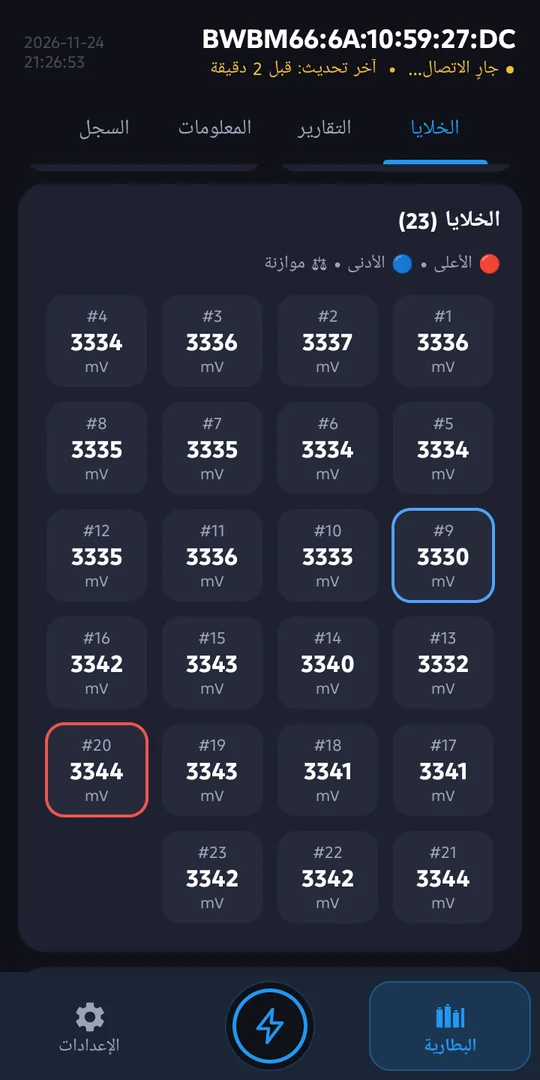 BWBM66:6A:10:59:27:DC
2026-11-24
21:26:53
● جارٍ الاتصال... • آخر تحديث: قبل 2 دقيقة
الخلايا التقارير المعلومات السجل
الخلايا (23)
🔴 الأعلى • 🔵 الأدنى • ⚖ موازنة
#1 #2 #3 #4
3336 3337 3336 3334
mV mV mV mV
#5 #6 #7 #8
3334 3334 3335 3335
mV mV mV mV
#9 #10 #11 #12
3330 3333 3336 3335
mV mV mV mV
#13 #14 #15 #16
3332 3340 3343 3342
mV mV mV mV
#17 #18 #19 #20
3341 3341 3343 3344
mV mV mV mV
#21 #22 #23
3344 3342 3342
mV mV mV
البطارية الإعدادات